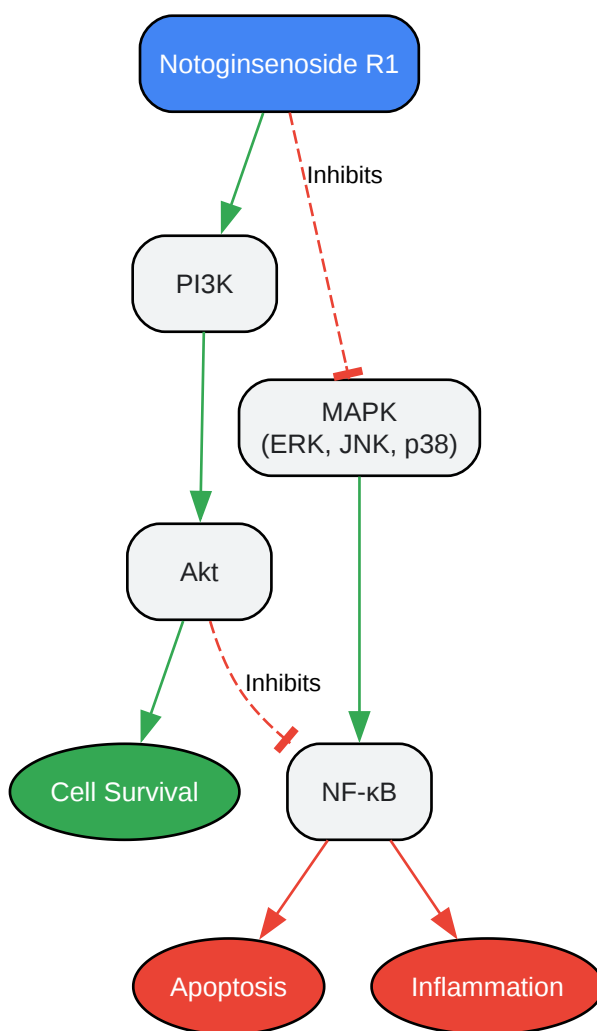 Notoginsenoside R1
Inhibits
PI3K
MAPK
(ERK, JNK, p38)
Akt
Inhibits
Cell Survival
NF-κB
Apoptosis
Inflammation